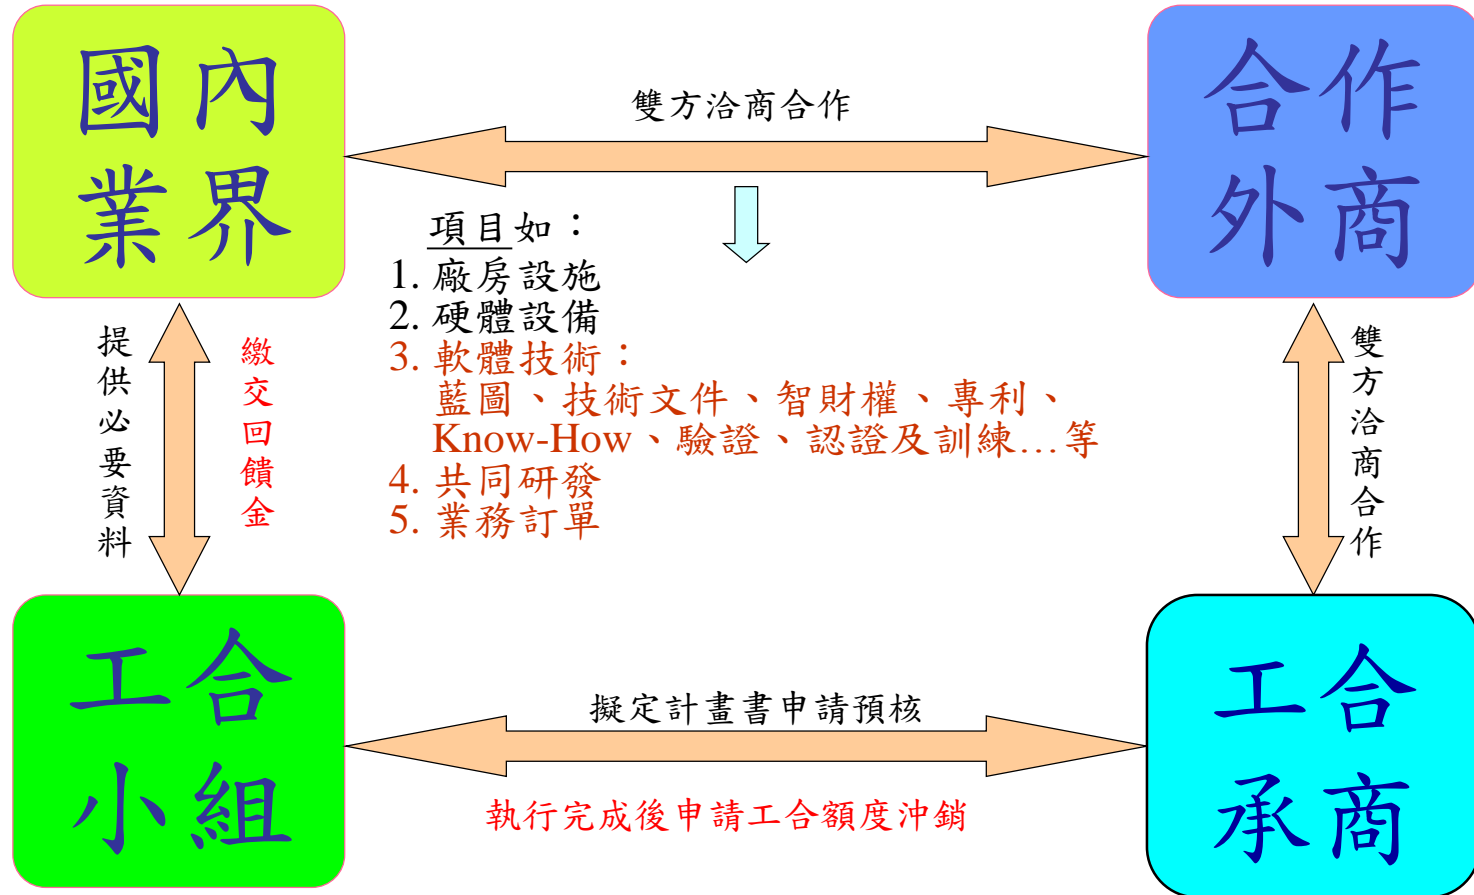 國內
業界
雙方洽商合作
合作
外商
項目如：
1. 廠房設施
2. 硬體設備
3. 軟體技術：
藍圖、技術文件、智財權、專利、
Know-How、驗證、認證及訓練…等
4. 共同研發
5. 業務訂單
提供必要資料
繳交回饋金
雙方洽商合作
工合
小組
擬定計畫書申請預核
執行完成後申請工合額度沖銷
工合
承商